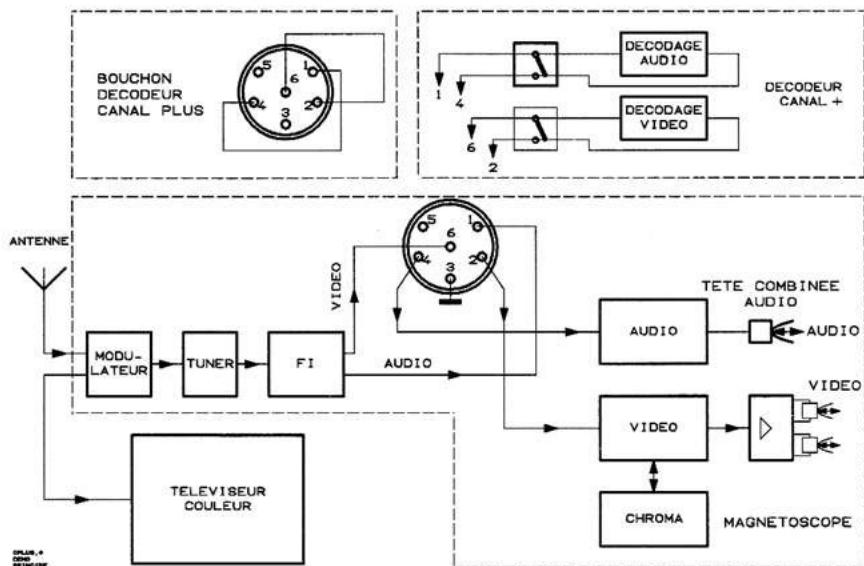 BOUCHON
DECODEUR
CANAL PLUS
5
1
6
4
2
3
DECODAGE
AUDIO
DECODEUR
CANAL +
1
4
DECODAGE
VIDEO
6
2
ANTENNE
5
1
6
4
2
3
VIDEO
TETE COMBINEE
AUDIO
AUDIO
AUDIO
MODU-
LATEUR
TUNER
FI
AUDIO
VIDEO
VIDEO
TELEVISEUR
COULEUR
CHROMA
MAGNETOSCOPE